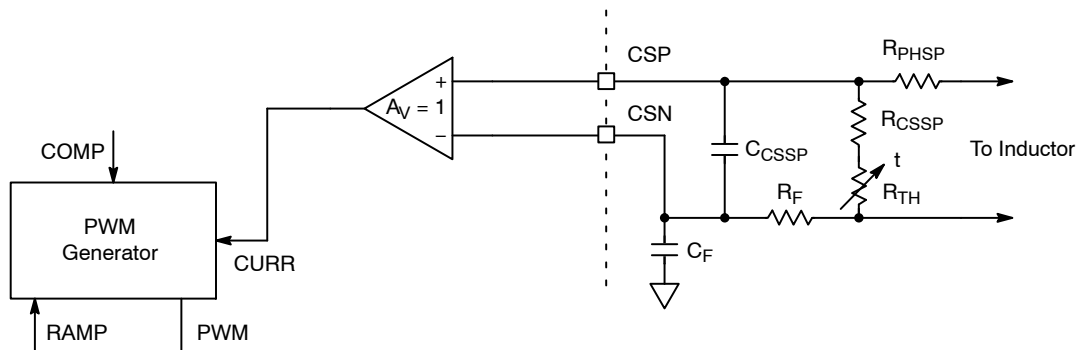 CSP
R_PHSP
+
A_V = 1
CSN
−
R_CSSP
COMP
C_CSSP
t
To Inductor
R_F
R_TH
PWM
Generator
C_F
CURR
RAMP
PWM